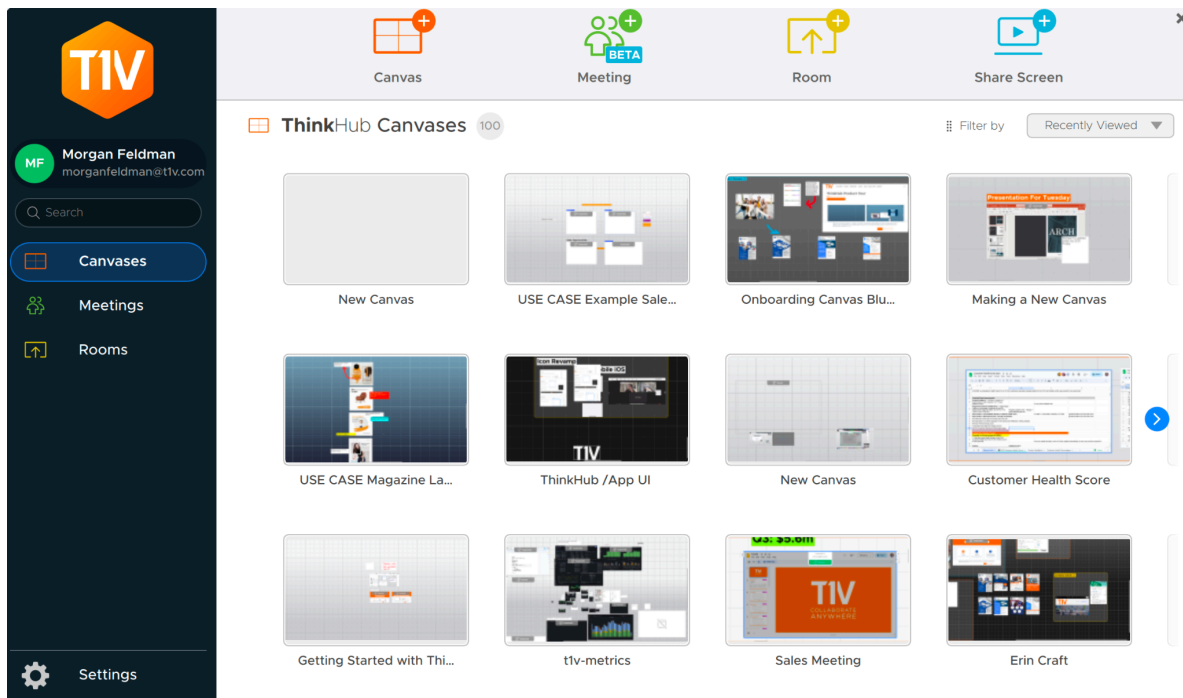 T1V
MF
Morgan Feldman
morganfeldman@t1v.com
Search
Canvases
Meetings
Rooms
Settings
Canvas
BETA
Meeting
Room
Share Screen
ThinkHub Canvases 100
Filter by
Recently Viewed
New Canvas
USE CASE Example Sale...
Onboarding Canvas Blu...
Presentation For Tuesday
ARCH
Making a New Canvas
USE CASE Magazine La...
Icon Revamp
T1V
ThinkHub /App UI
New Canvas
Customer Health Score
Getting Started with Thi...
t1v-metrics
Q3: $5.6m
T1V
COLLABORATE
ANYWHERE
Sales Meeting
Erin Craft